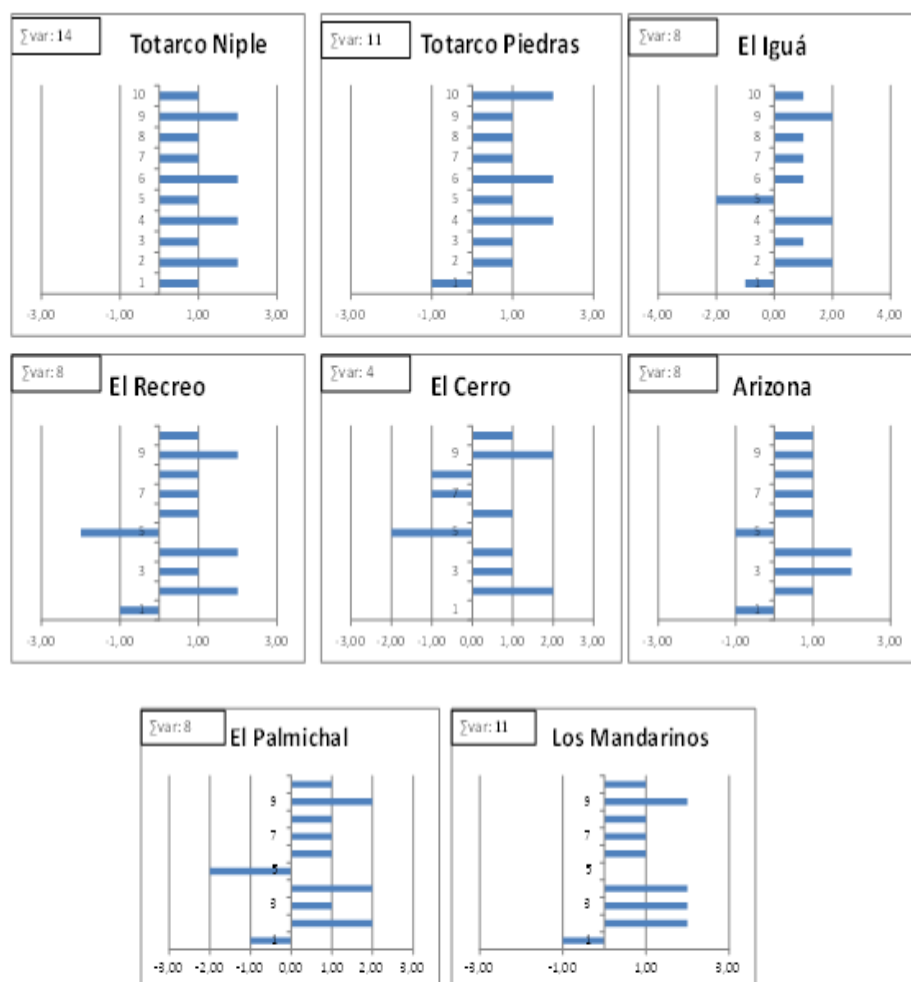 ∑var: 14
Totarco Niple
10
9
8
7
6
5
4
3
2
1
-3,00 -1,00 1,00 3,00
∑var: 11
Totarco Piedras
10
9
8
7
6
5
4
3
2
1
-3,00 -1,00 1,00 3,00
∑var: 8
El Iguá
10
9
8
7
6
5
4
3
2
1
-4,00 -2,00 0,00 2,00 4,00
∑var: 8
El Recreo
9
7
5
3
1
-3,00 -1,00 1,00 3,00
∑var: 4
El Cerro
9
7
5
3
1
-3,00 -2,00 -1,00 0,00 1,00 2,00 3,00
∑var: 8
Arizona
9
7
5
3
1
-3,00 -1,00 1,00 3,00
∑var: 8
El Palmichal
9
7
5
3
1
-3,00 -2,00 -1,00 0,00 1,00 2,00 3,00
∑var: 11
Los Mandarinos
9
7
5
3
1
-3,00 -1,00 1,00 3,00